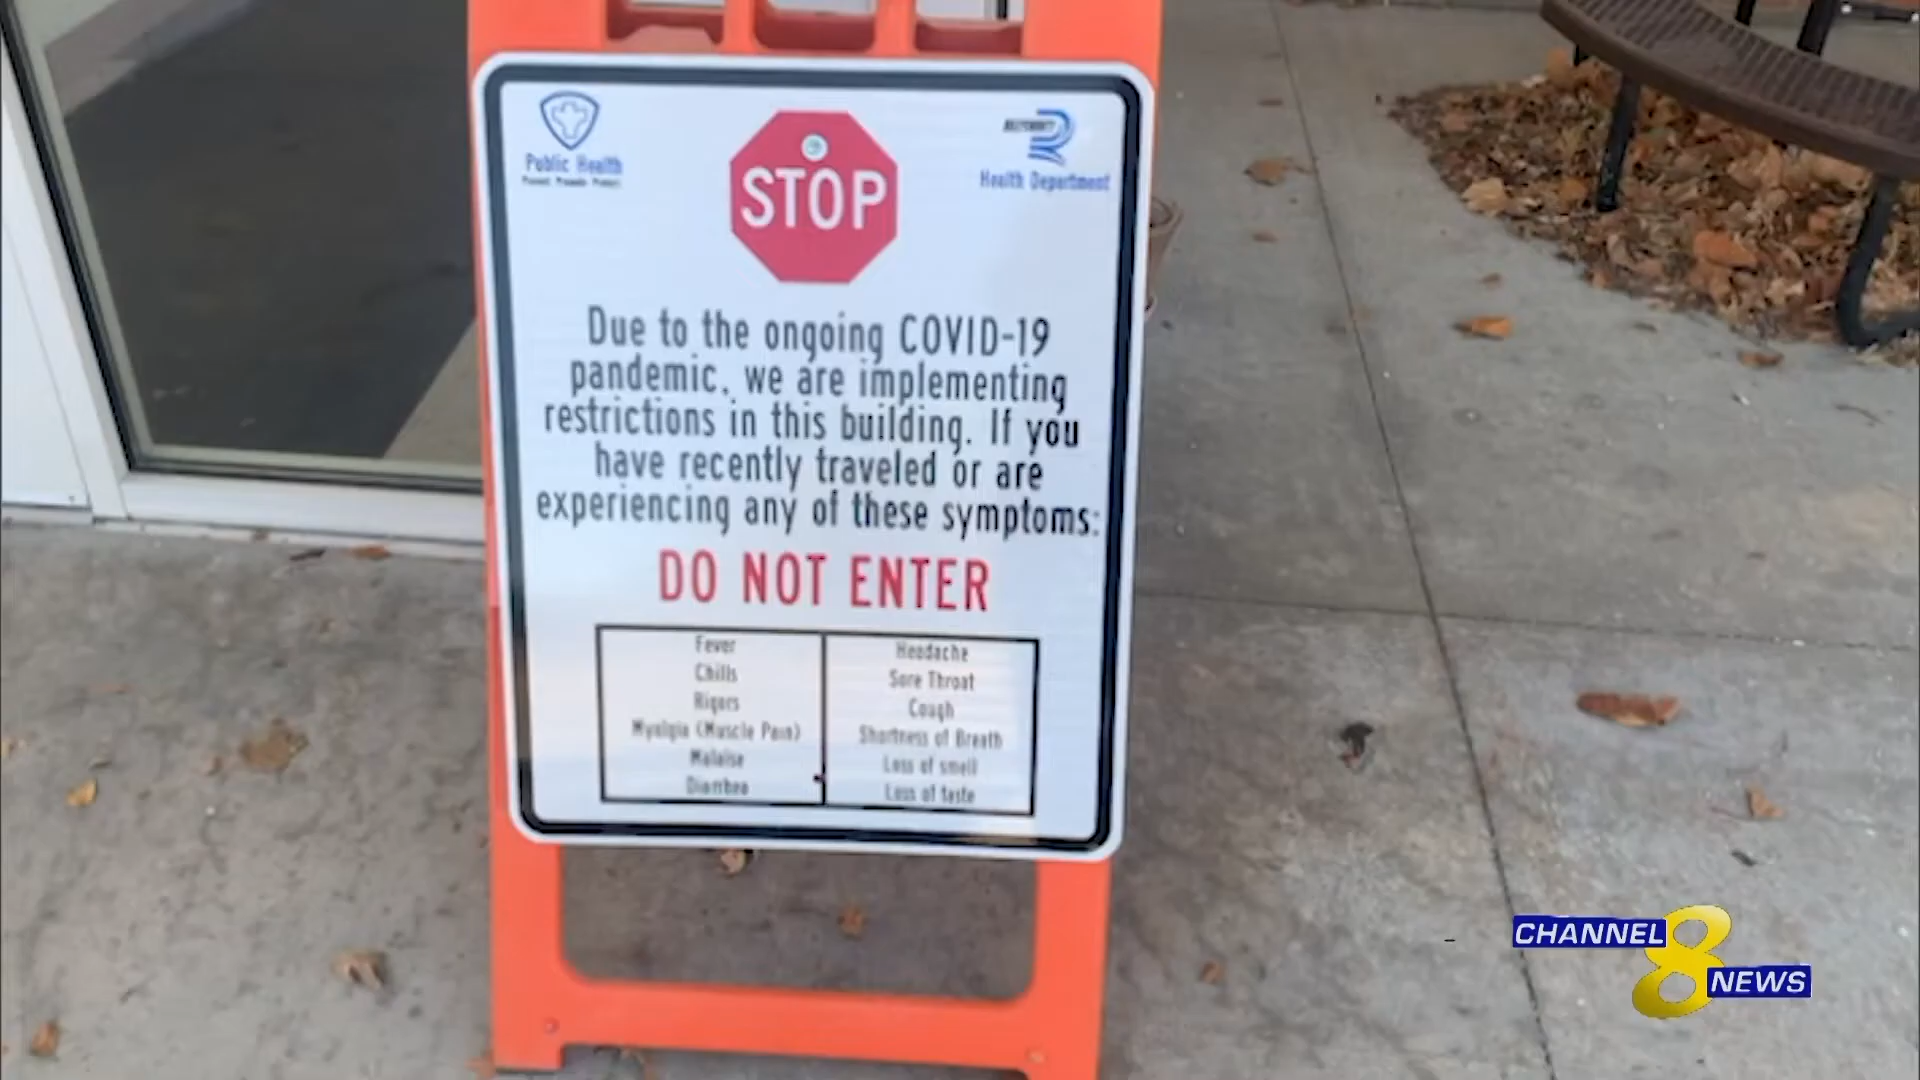 Public Health
Prevent. Promote. Protect.
STOP
Health Department
Due to the ongoing COVID-19
pandemic, we are implementing
restrictions in this building. If you
have recently traveled or are
experiencing any of these symptoms:
DO NOT ENTER
Fever
Chills
Rigors
Myalgia (Muscle Pain)
Malaise
Diarrhea
Headache
Sore Throat
Cough
Shortness of Breath
Loss of smell
Loss of taste
CHANNEL
8
NEWS